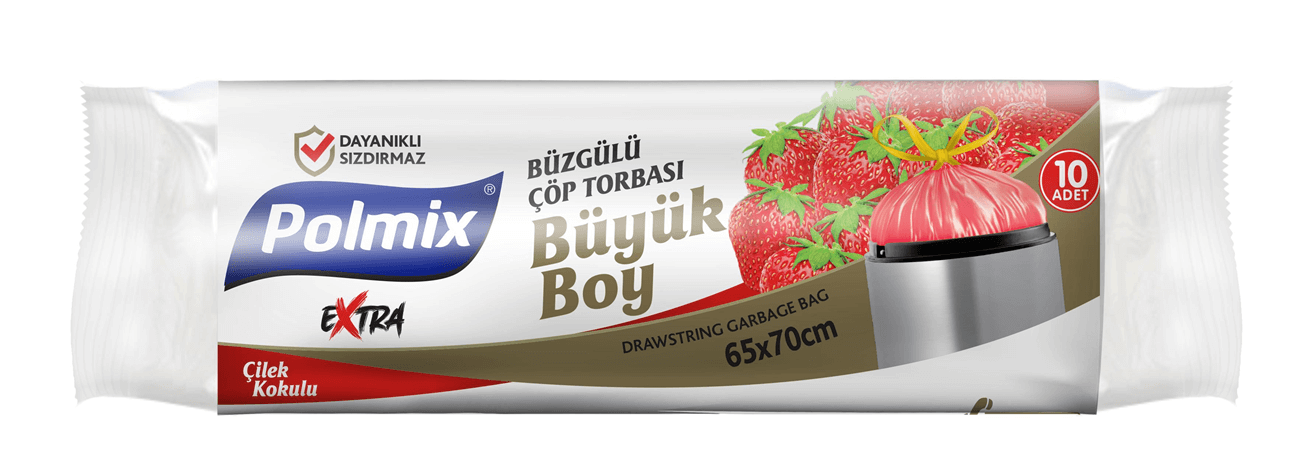 DAYANIKLI
SIZDIRMAZ
Polmix®
EXTRA
Çilek
Kokulu
BÜZGÜLÜ
ÇÖP TORBASI
Büyük
Boy
DRAWSTRING GARBAGE BAG
65x70cm
10
ADET